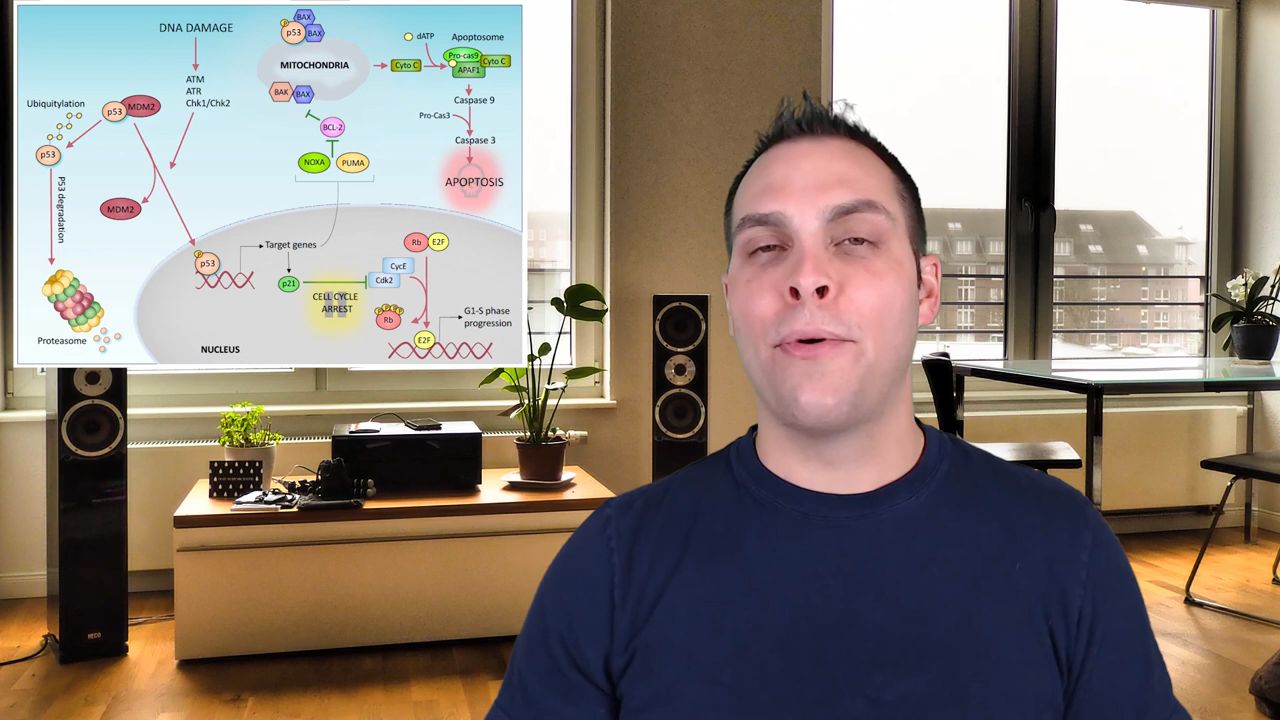 DNA DAMAGE
ATM
ATR
Chk1/Chk2
Ubiquitylation
p53
MDM2
p53
P53 degradation
MDM2
Proteasome
P
p53
BAX
BAX
MITOCHONDRIA
BAK
BAX
BCL-2
NOXA
PUMA
Cyto C
dATP
Apoptosome
Pro-cas9
Cyto C
APAF1
Caspase 9
Pro-Cas3
Caspase 3
APOPTOSIS
P
p53
Target genes
p21
CELL CYCLE
ARREST
CycE
Cdk2
Rb
E2F
P
P
P
P
Rb
E2F
G1-S phase
progression
NUCLEUS
HECO